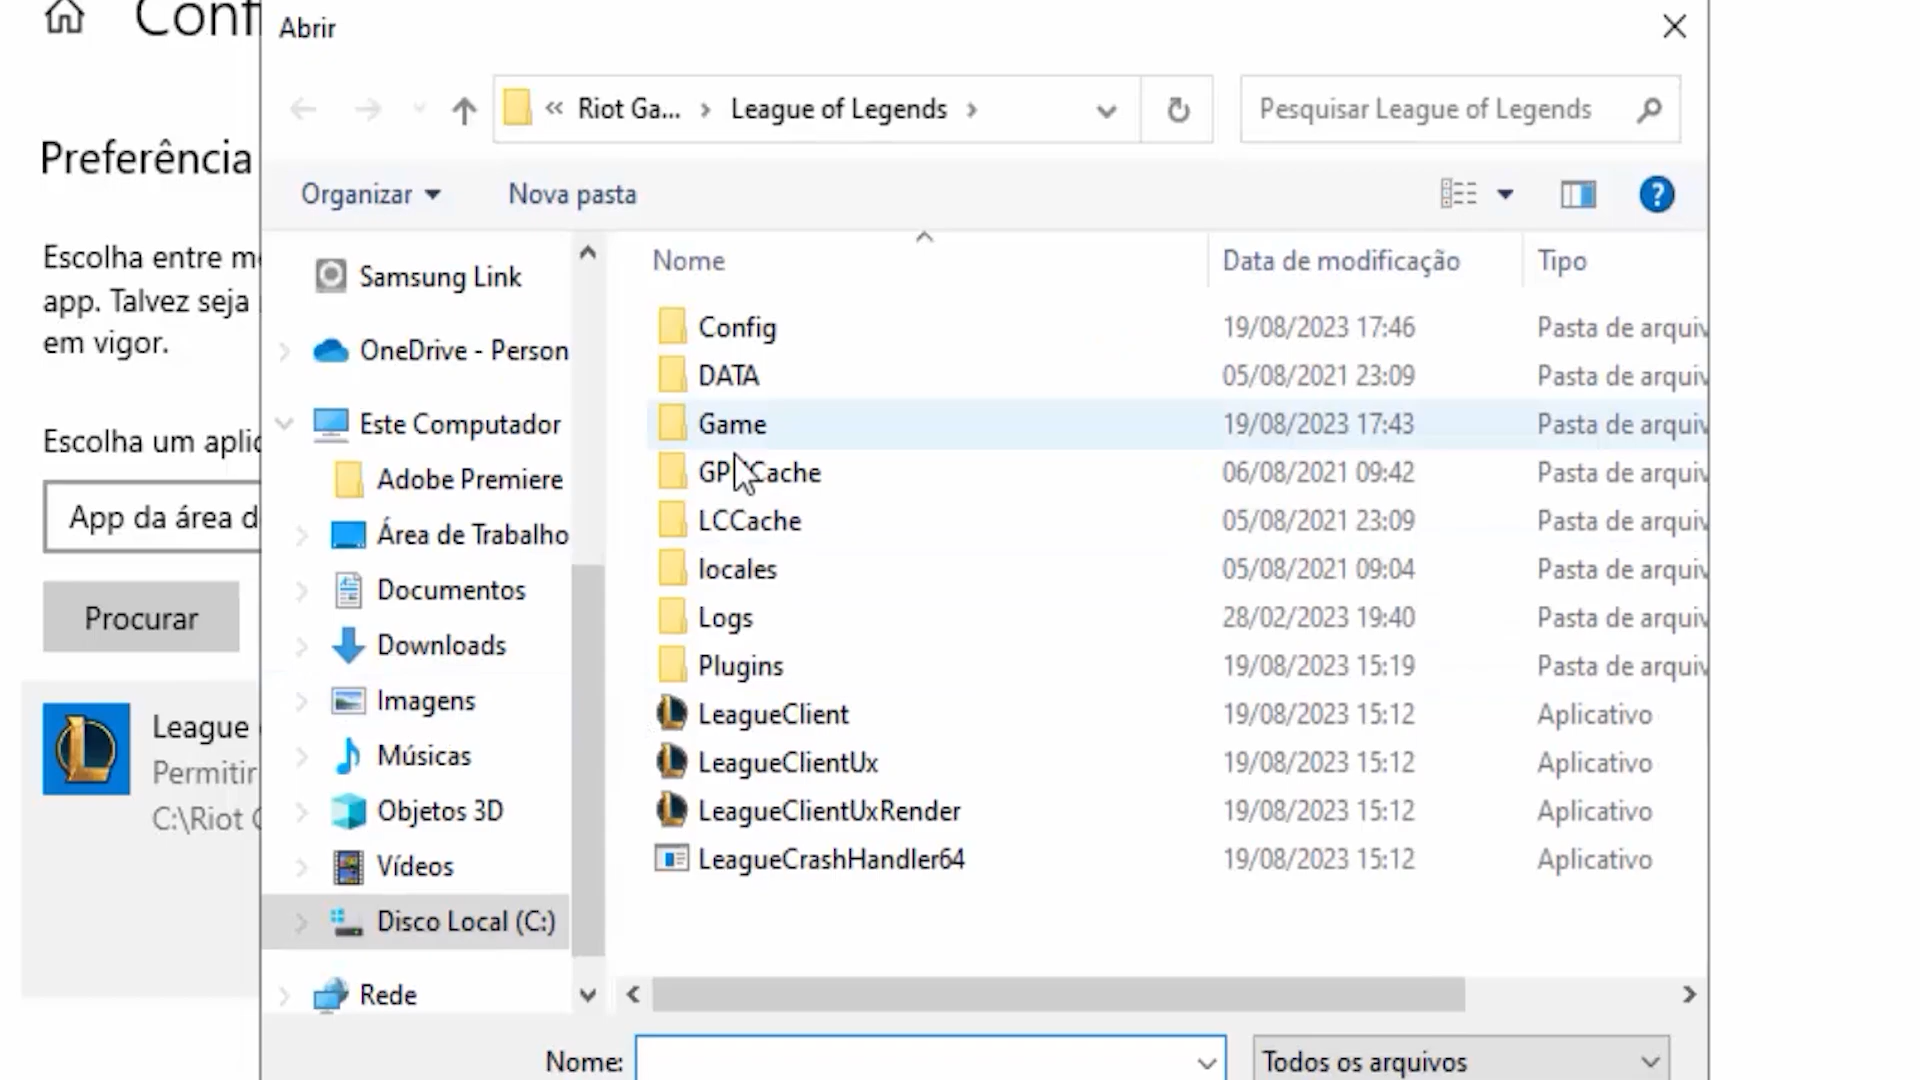 Abrir
Riot Ga...
League of Legends
Pesquisar League of Legends
Preferência
Organizar
Nova pasta
Escolha entre
app. Talvez seja
em vigor.
Escolha um
App da área
Procurar
League
Permitir
C:\Riot
Samsung Link
OneDrive - Person
Este Computador
Adobe Premiere
Área de Trabalho
Documentos
Downloads
Imagens
Músicas
Objetos 3D
Vídeos
Disco Local (C:)
Rede
Nome Data de modificação Tipo
Config 19/08/2023 17:46 Pasta de arquiv
DATA 05/08/2021 23:09 Pasta de arquiv
Game 19/08/2023 17:43 Pasta de arquiv
06/08/2021 09:42 Pasta de arquiv
LCCache 05/08/2021 23:09 Pasta de arquiv
locales 05/08/2021 09:04 Pasta de arquiv
Logs 28/02/2023 19:40 Pasta de arquiv
Plugins 19/08/2023 15:19 Pasta de arquiv
LeagueClient 19/08/2023 15:12 Aplicativo
LeagueClientUx 19/08/2023 15:12 Aplicativo
LeagueClientUxRender 19/08/2023 15:12 Aplicativo
LeagueCrashHandler64 19/08/2023 15:12 Aplicativo
Nome:
Todos os arquivos